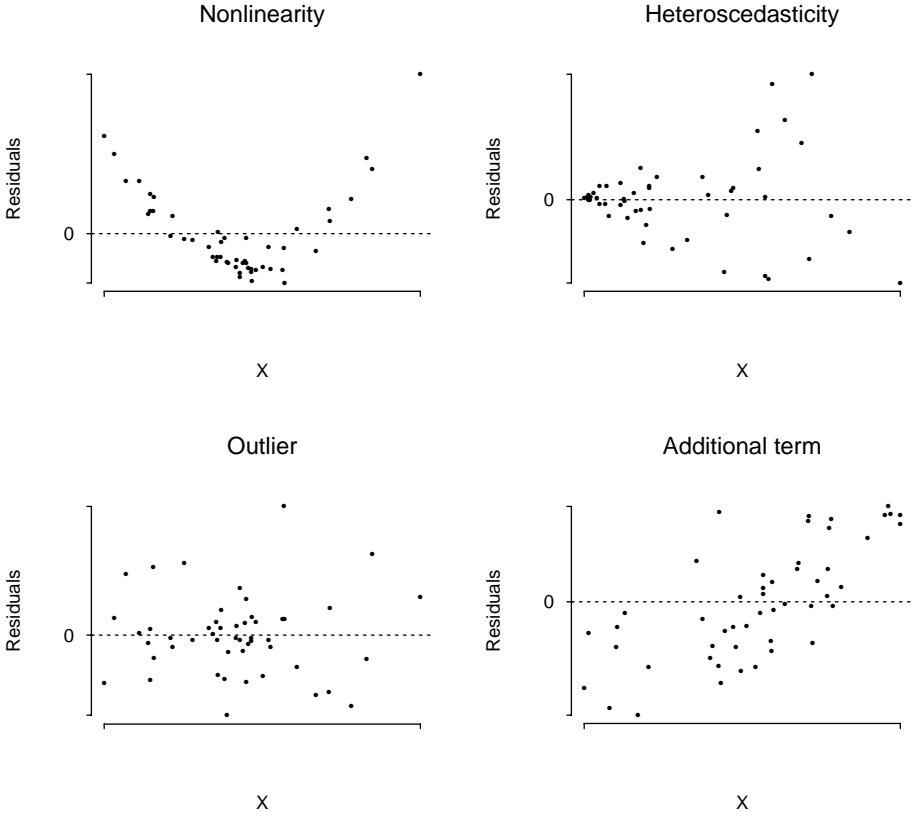 Nonlinearity
Residuals
0
X
Heteroscedasticity
Residuals
0
X
Outlier
Residuals
0
X
Additional term
Residuals
0
X